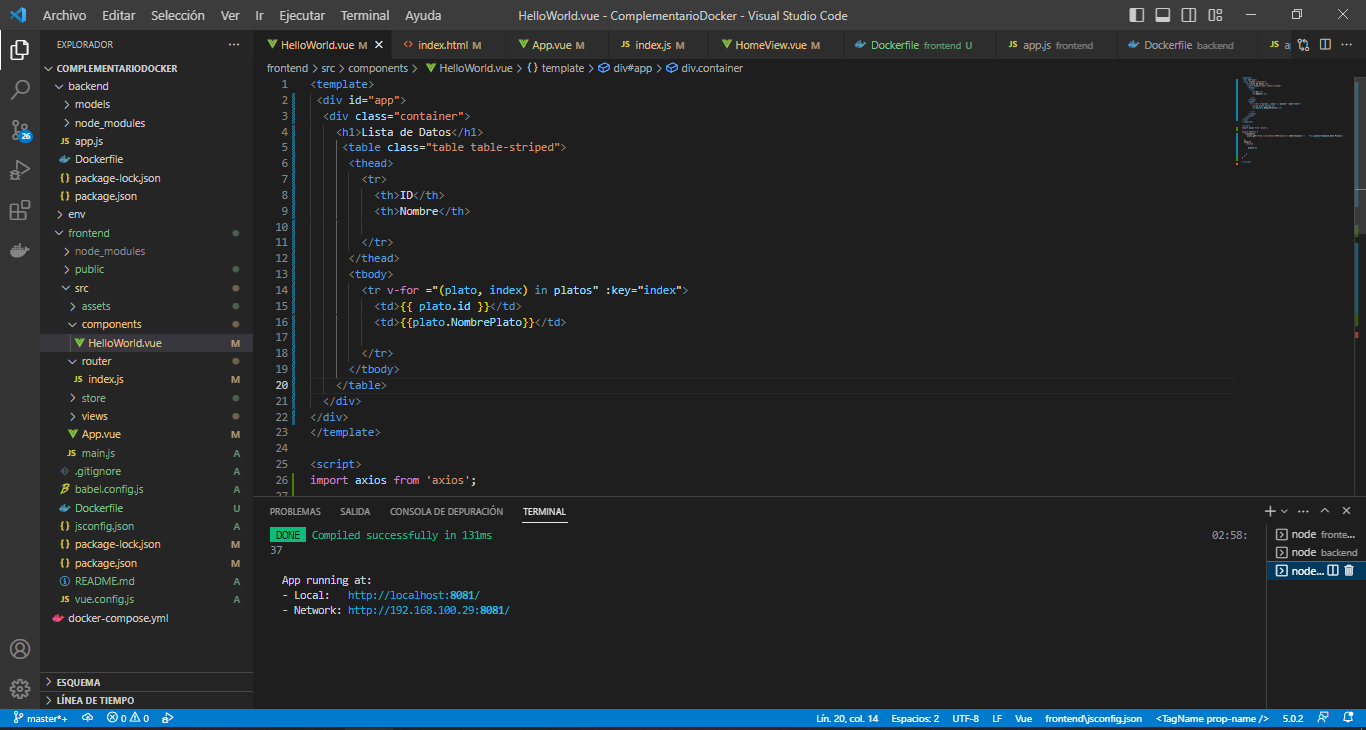 Archivo Editar Selección Ver Ir Ejecutar Terminal Ayuda
HelloWorld.vue - ComplementarioDocker - Visual Studio Code
EXPLORADOR
COMPLEMENTARIODOCKER
backend
models
node_modules
JS app.js
Dockerfile
{} package-lock.json
{} package.json
env
frontend
node_modules
public
src
assets
components
HelloWorld.vue M
router
JS index.js M
store
views
App.vue M
JS main.js A
.gitignore A
babel.config.js A
Dockerfile U
{} jsconfig.json A
{} package-lock.json M
{} package.json M
README.md A
vue.config.js A
docker-compose.yml
ESQUEMA
LÍNEA DE TIEMPO
26
HelloWorld.vue M
<> index.html M
App.vue M
JS index.js M
HomeView.vue M
Dockerfile frontend U
JS app.js frontend
Dockerfile backend
JS
frontend > src > components > HelloWorld.vue > {} template > div#app > div.container
1 <template>
2 <div id="app">
3 <div class="container">
4 <h1>Lista de Datos</h1>
5 <table class="table table-striped">
6 <thead>
7 <tr>
8 <th>ID</th>
9 <th>Nombre</th>
10
11 </tr>
12 </thead>
13 <tbody>
14 <tr v-for ="(plato, index) in platos" :key="index">
15 <td>{{ plato.id }}</td>
16 <td>{{plato.NombrePlato}}</td>
17
18 </tr>
19 </tbody>
20 </table>
21 </div>
22 </div>
23 </template>
24
25 <script>
26 import axios from 'axios';
27
PROBLEMAS SALIDA CONSOLA DE DEPURACIÓN TERMINAL
DONE Compiled successfully in 131ms 02:58:
37
App running at:
- Local: http://localhost:8081/
- Network: http://192.168.100.29:8081/
node fronte...
node backend
node...
master*+ 0 0
Lín. 20, col. 14 Espacios: 2 UTF-8 LF Vue frontend\jsconfig.json <TagName prop-name /> 5.0.2